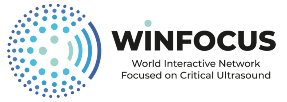 WINFOCUS
World Interactive Network
Focused on Critical Ultrasound